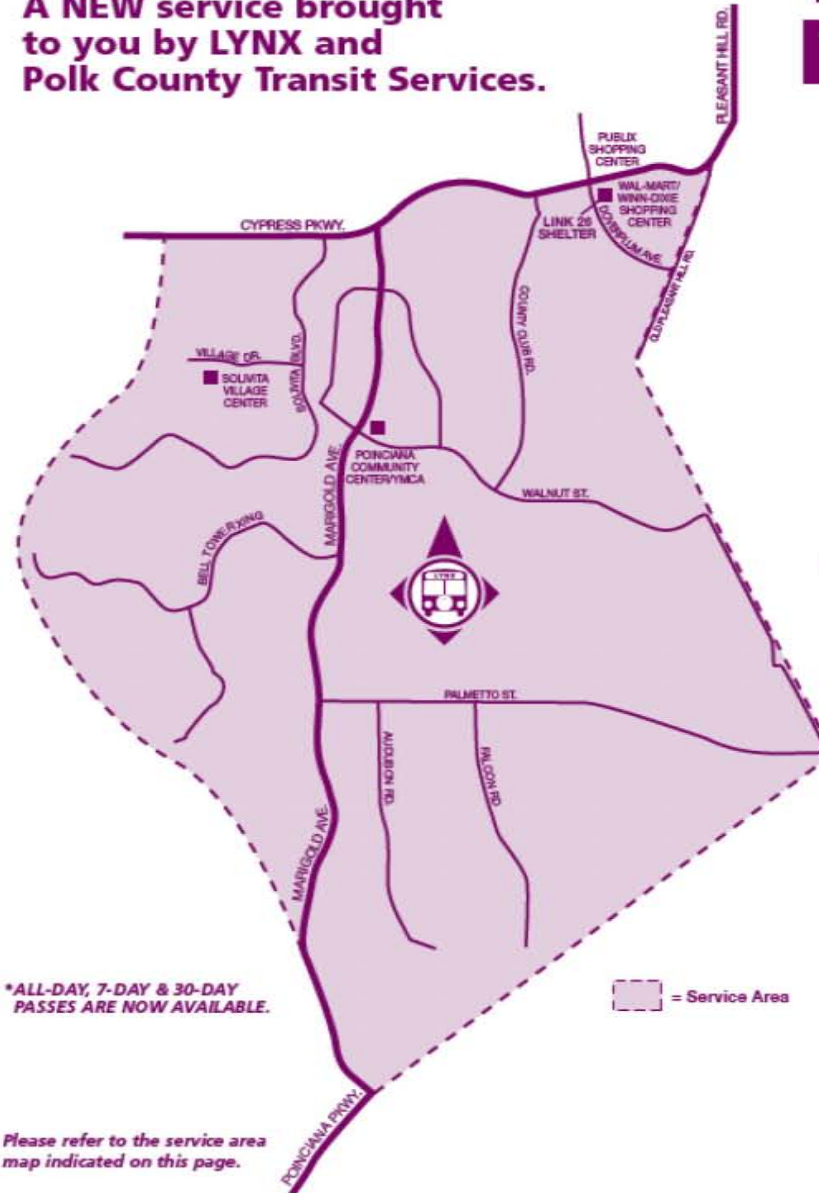 A NEW service brought
to you by LYNX and
Polk County Transit Services.
PLEASANT HILL RD.
PUBLIX
SHOPPING
CENTER
WAL-MART/
WINN-DIXIE
SHOPPING
CENTER
CYPRESS PKWY.
LINK 26
SHELTER
DOVERPLUM AVE.
OLD PLEASANT HILL RD.
COUNTY CLUB RD.
VILLAGE DR.
SOLIVITA BLVD.
SOLIVITA
VILLAGE
CENTER
MARIGOLD AVE.
POINCIANA
COMMUNITY
CENTER/YMCA
WALNUT ST.
BELL TOWER XING
LYNX
PALMETTO ST.
AUDUBON RD.
FALCON RD.
MARIGOLD AVE.
*ALL-DAY, 7-DAY & 30-DAY
PASSES ARE NOW AVAILABLE.
= Service Area
Please refer to the service area
map indicated on this page.
POINCIANA PKWY.